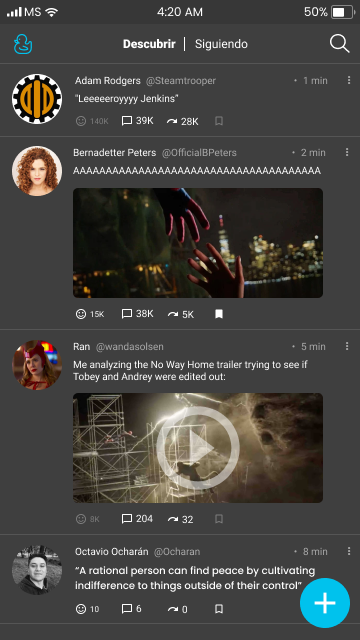 MS 4:20 AM 50%
Descubrir | Siguiendo
Adam Rodgers @Steamtrooper • 1 min
"Leeeeeroyyyy Jenkins"
140K 39K 28K
Bernadetter Peters @OfficialBPeters • 2 min
AAAAAAAAAAAAAAAAAAAAAAAAAAAAAAAAAAAAAA
15K 38K 5K
Ran @wandasolsen • 5 min
Me analyzing the No Way Home trailer trying to see if
Tobey and Andrey were edited out:
8K 204 32
Octavio Ocharán @Ocharan • 8 min
“A rational person can find peace by cultivating
indifference to things outside of their control”
10 6 0